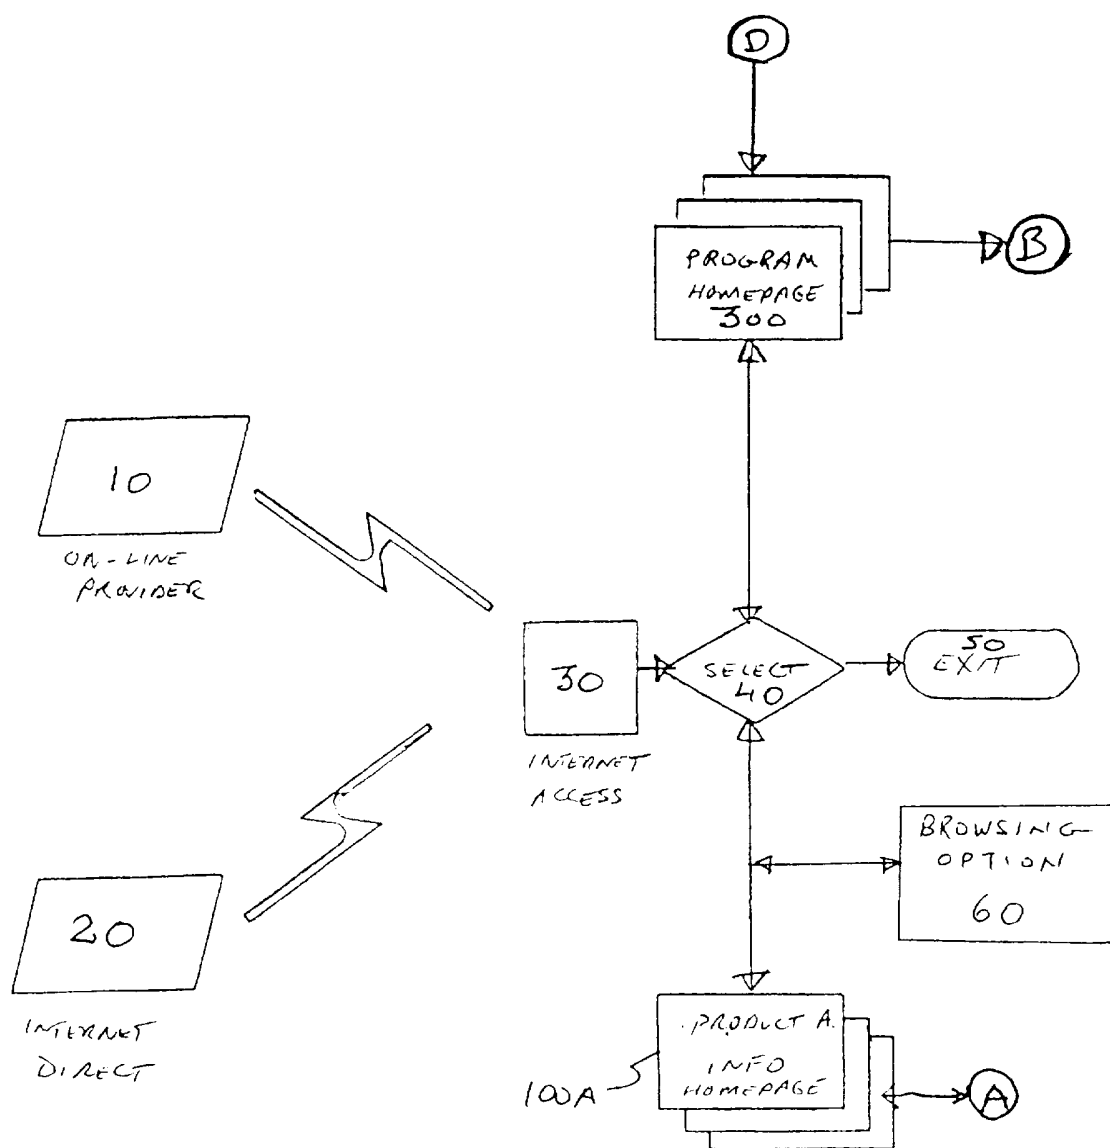 D
PROGRAM
HOMEPAGE
300
B
10
ON-LINE
PROVIDER
30
INTERNET
ACCESS
SELECT
40
50
EXIT
20
INTERNET
DIRECT
BROWSING
OPTION
60
PRODUCT A
INFO
HOMEPAGE
100A
A